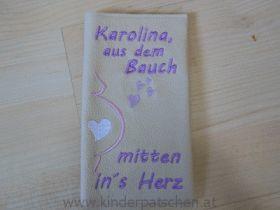 Karolina,
aus dem
Bauch
mitten
in's Herz
© www.kinderpatschen.at